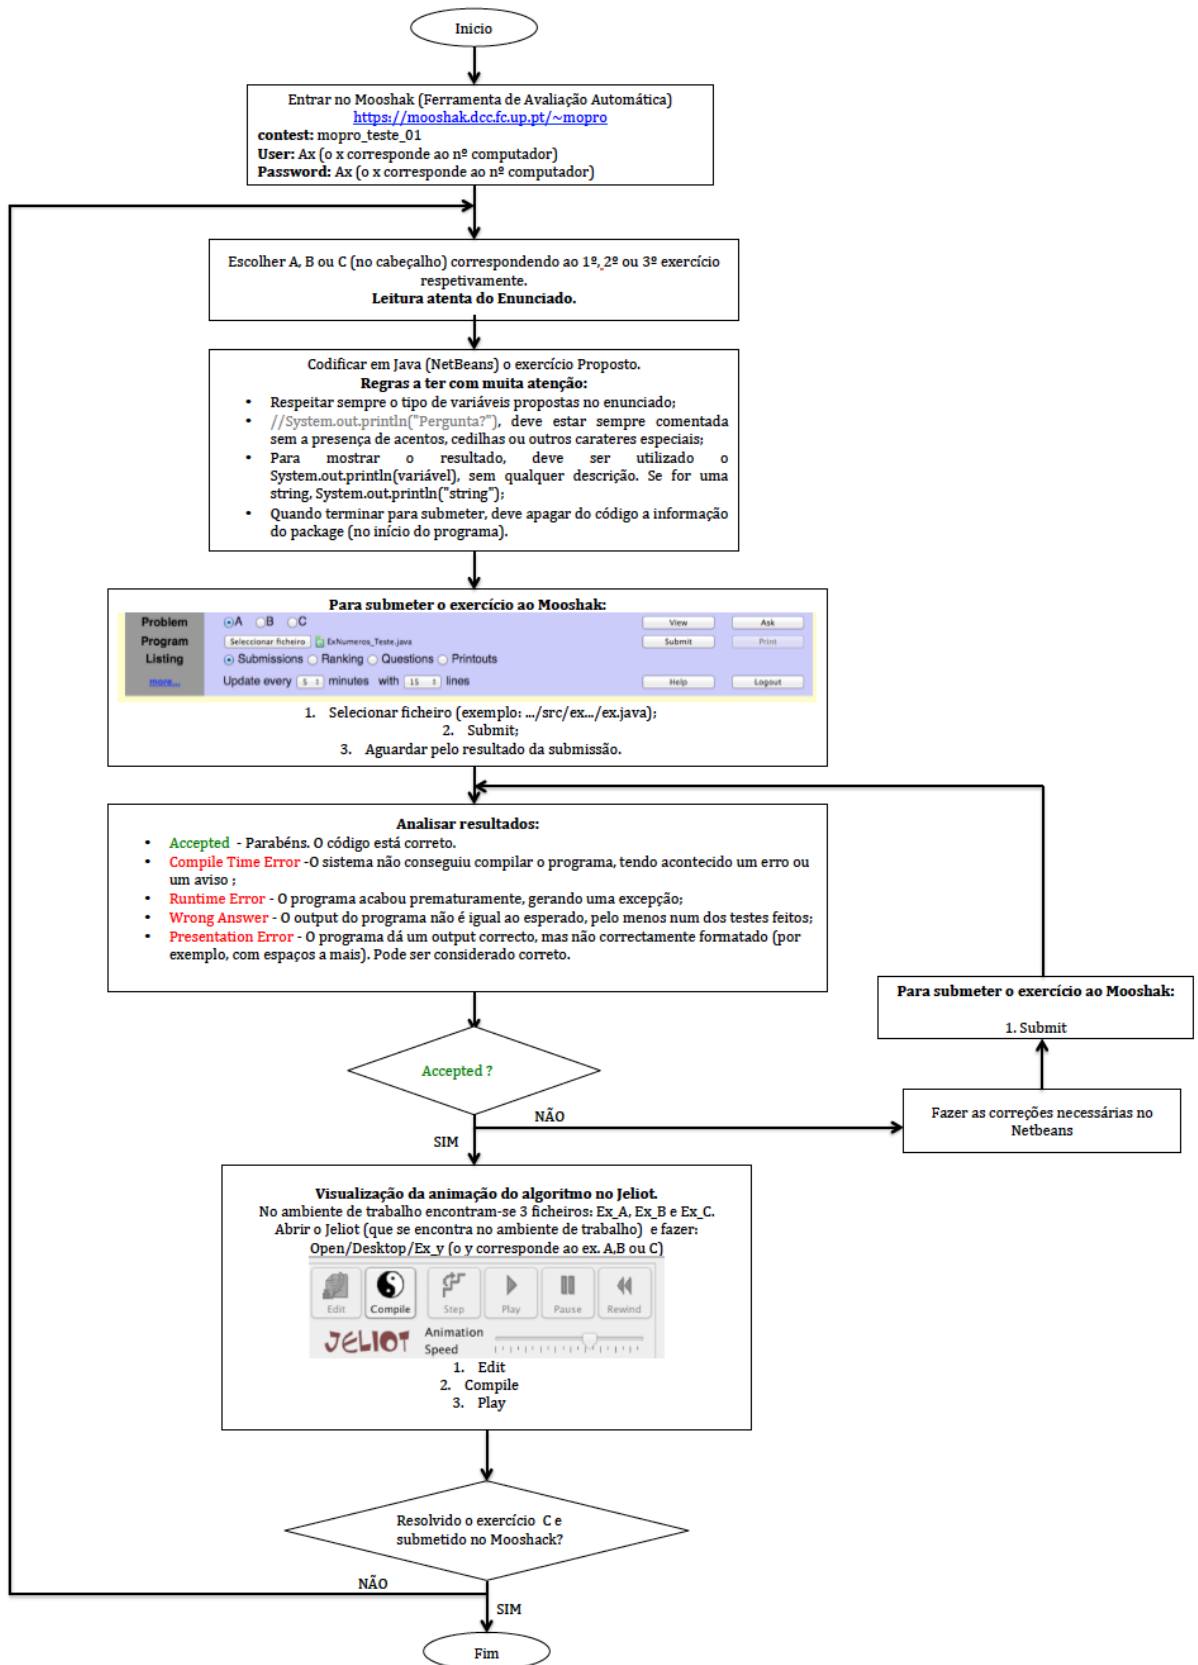 Inicio
Entrar no Mooshak (Ferramenta de Avaliação Automática)
https://mooshak.dcc.fc.up.pt/~mopro
contest: mopro_teste_01
User: Ax (o x corresponde ao nº computador)
Password: Ax (o x corresponde ao nº computador)
Escolher A, B ou C (no cabeçalho) correspondendo ao 1º, 2º ou 3º exercício
respetivamente.
Leitura atenta do Enunciado.
Codificar em Java (NetBeans) o exercício Proposto.
Regras a ter com muita atenção:
• Respeitar sempre o tipo de variáveis propostas no enunciado;
• //System.out.println("Pergunta?"), deve estar sempre comentada
sem a presença de acentos, cedilhas ou outros carateres especiais;
• Para mostrar o resultado, deve ser utilizado o
System.out.println(variável), sem qualquer descrição. Se for uma
string, System.out.println("string");
• Quando terminar para submeter, deve apagar do código a informação
do package (no início do programa).
Para submeter o exercício ao Mooshak:
Problem A B C View Ask
Program Seleccionar ficheiro ExNumeros_Teste.java Submit Print
Listing Submissions Ranking Questions Printouts
more... Update every 5 minutes with 15 lines Help Logout
1. Selecionar ficheiro (exemplo: .../src/ex.../ex.java);
2. Submit;
3. Aguardar pelo resultado da submissão.
Analisar resultados:
• Accepted - Parabéns. O código está correto.
• Compile Time Error -O sistema não conseguiu compilar o programa, tendo acontecido um erro ou
um aviso ;
• Runtime Error - O programa acabou prematuramente, gerando uma excepção;
• Wrong Answer - O output do programa não é igual ao esperado, pelo menos num dos testes feitos;
• Presentation Error - O programa dá um output correcto, mas não correctamente formatado (por
exemplo, com espaços a mais). Pode ser considerado correto.
Para submeter o exercício ao Mooshak:
1. Submit
Accepted ?
NÃO
Fazer as correções necessárias no
Netbeans
SIM
Visualização da animação do algoritmo no Jeliot.
No ambiente de trabalho encontram-se 3 ficheiros: Ex_A, Ex_B e Ex_C.
Abrir o Jeliot (que se encontra no ambiente de trabalho) e fazer:
Open/Desktop/Ex_y (o y corresponde ao ex. A,B ou C)
Edit Compile Step Play Pause Rewind
JELIOT Animation
Speed
1. Edit
2. Compile
3. Play
Resolvido o exercício C e
submetido no Mooshack?
NÃO
SIM
Fim